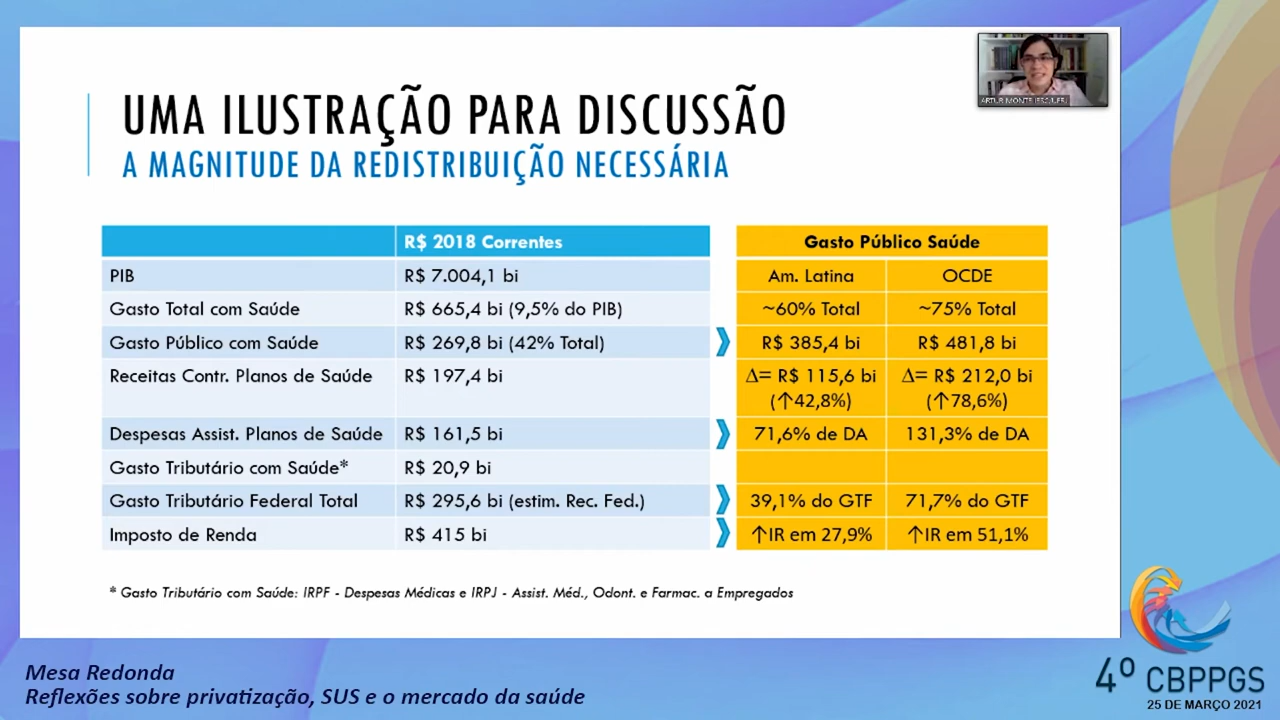 UMA ILUSTRAÇÃO PARA DISCUSSÃO
A MAGNITUDE DA REDISTRIBUIÇÃO NECESSÁRIA
R$ 2018 Correntes
PIB R$ 7.004,1 bi
Gasto Total com Saúde R$ 665,4 bi (9,5% do PIB)
Gasto Público com Saúde R$ 269,8 bi (42% Total)
Receitas Contr. Planos de Saúde R$ 197,4 bi
Despesas Assist. Planos de Saúde R$ 161,5 bi
Gasto Tributário com Saúde* R$ 20,9 bi
Gasto Tributário Federal Total R$ 295,6 bi (estim. Rec. Fed.)
Imposto de Renda R$ 415 bi
Gasto Público Saúde
Am. Latina OCDE
~60% Total ~75% Total
R$ 385,4 bi R$ 481,8 bi
Δ= R$ 115,6 bi Δ= R$ 212,0 bi
(↑42,8%) (↑78,6%)
71,6% de DA 131,3% de DA
39,1% do GTF 71,7% do GTF
↑IR em 27,9% ↑IR em 51,1%
* Gasto Tributário com Saúde: IRPF - Despesas Médicas e IRPJ - Assist. Méd., Odont. e Farmac. a Empregados
Mesa Redonda
Reflexões sobre privatização, SUS e o mercado da saúde
4º CBPPGS
25 DE MARÇO 2021